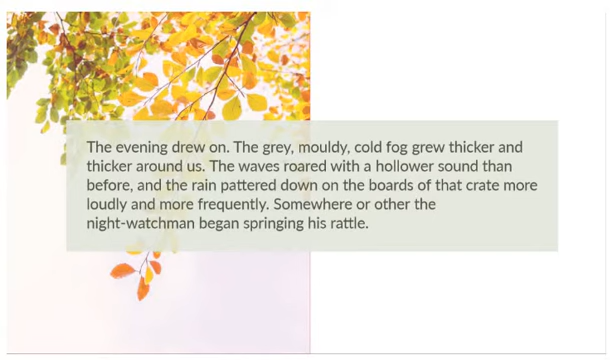 The evening drew on. The grey, mouldy, cold fog grew thicker and
thicker around us. The waves roared with a hollower sound than
before, and the rain pattered down on the boards of that crate more
loudly and more frequently. Somewhere or other the
night-watchman began springing his rattle.